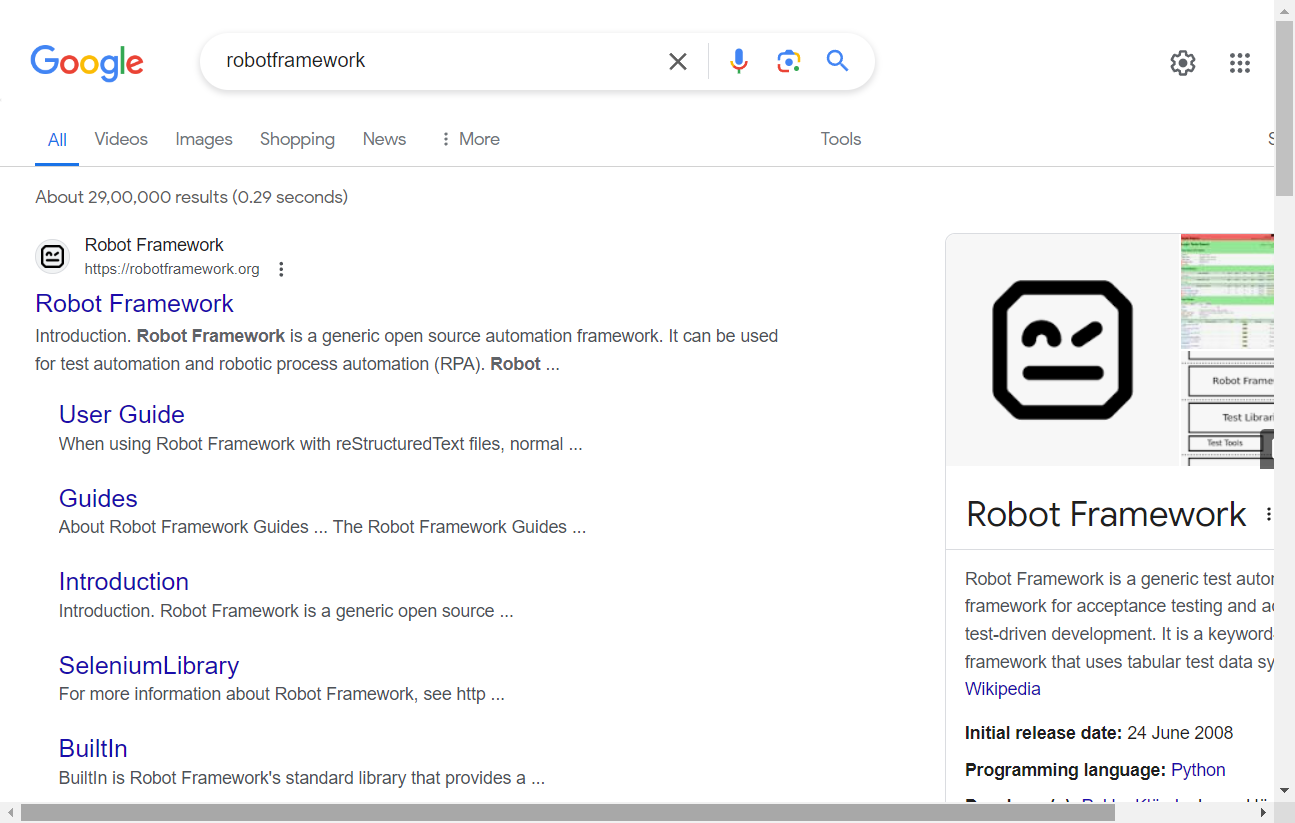 Google
robotframework
All Videos Images Shopping News More Tools
About 29,00,000 results (0.29 seconds)
Robot Framework
https://robotframework.org
Robot Framework
Introduction. Robot Framework is a generic open source automation framework. It can be used
for test automation and robotic process automation (RPA). Robot ...
User Guide
When using Robot Framework with reStructuredText files, normal ...
Guides
About Robot Framework Guides ... The Robot Framework Guides ...
Introduction
Introduction. Robot Framework is a generic open source ...
SeleniumLibrary
For more information about Robot Framework, see http ...
BuiltIn
BuiltIn is Robot Framework's standard library that provides a ...
Robot Frame
Test Librar
Test Tools
Robot Framework
Robot Framework is a generic test autor
framework for acceptance testing and a
test-driven development. It is a keyword
framework that uses tabular test data sy
Wikipedia
Initial release date: 24 June 2008
Programming language: Python